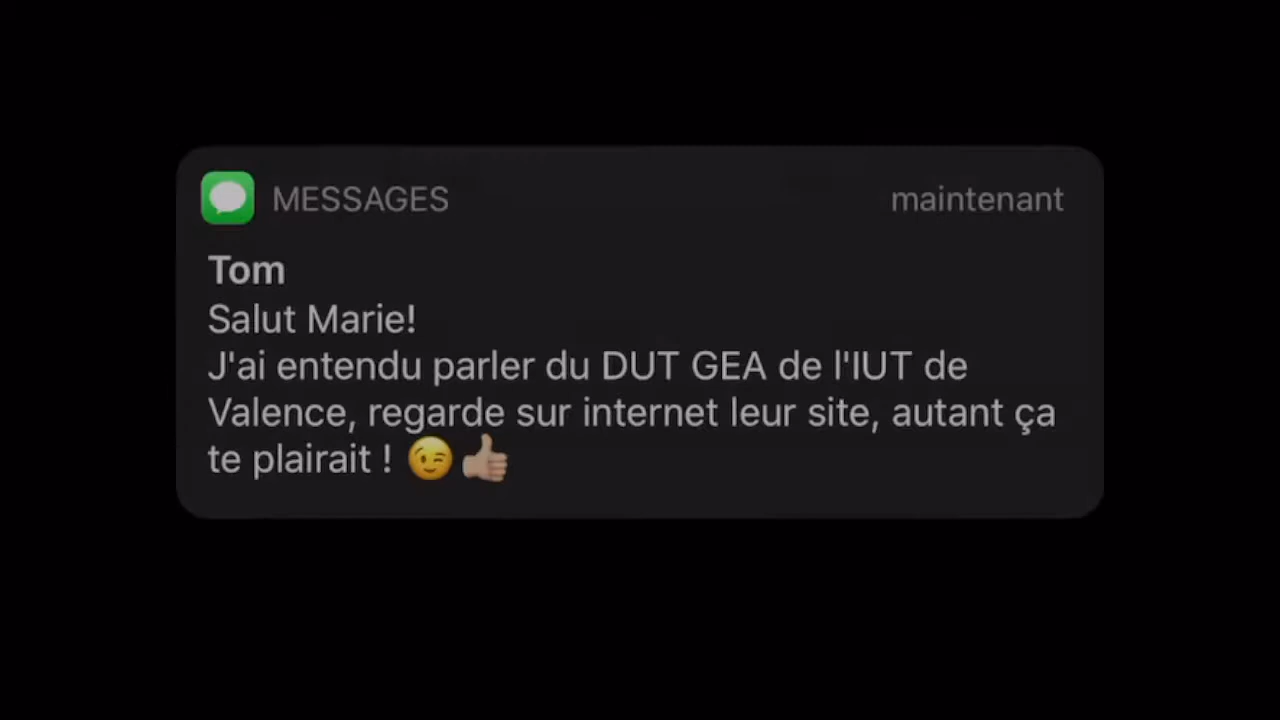 MESSAGES maintenant
Tom
Salut Marie!
J'ai entendu parler du DUT GEA de l'IUT de
Valence, regarde sur internet leur site, autant ça
te plairait ! 😉👍🏼